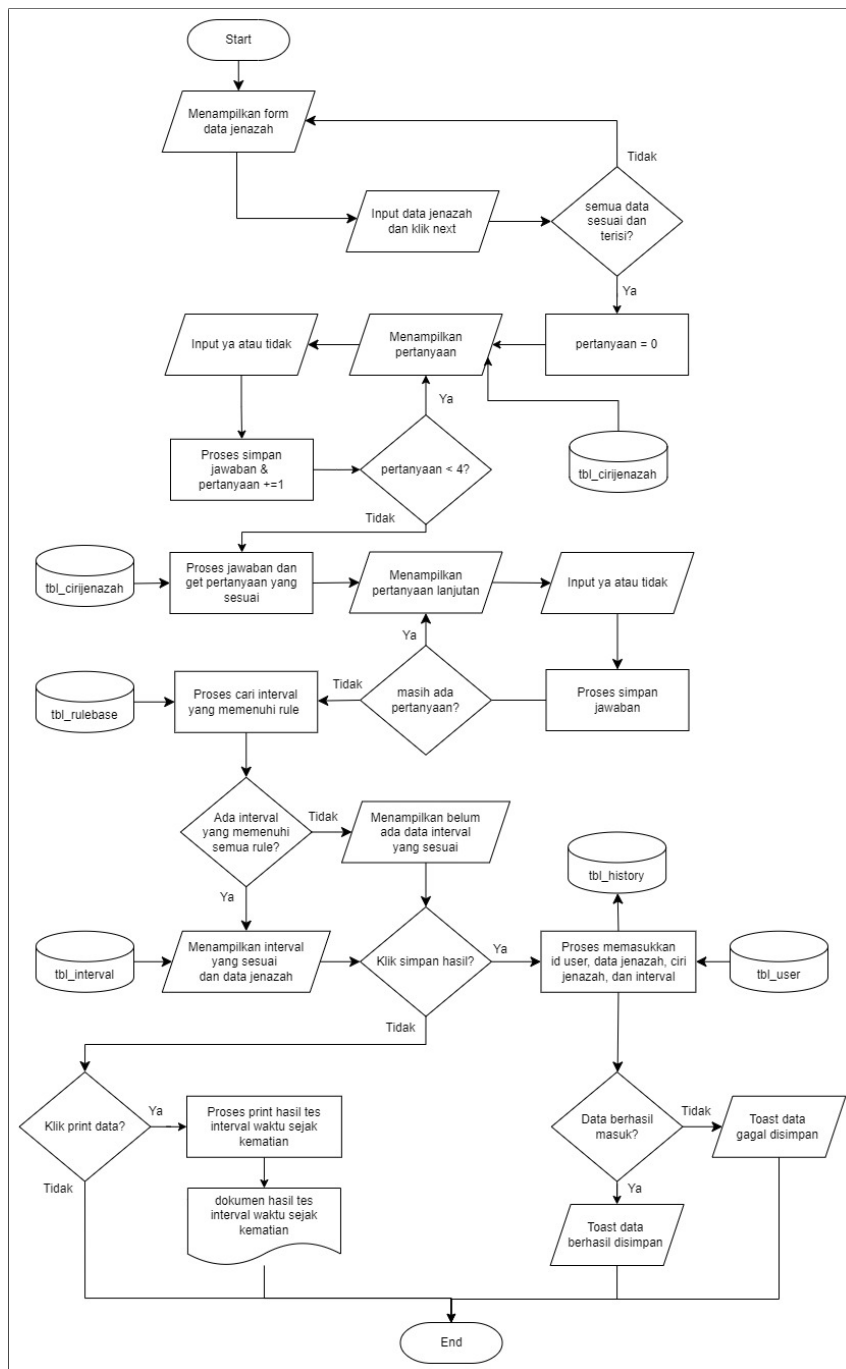 Start
Menampilkan form
data jenazah
Tidak
Input data jenazah
dan klik next
semua data
sesuai dan
terisi?
Ya
Input ya atau tidak
Menampilkan
pertanyaan
pertanyaan = 0
Ya
Proses simpan
jawaban &
pertanyaan +=1
pertanyaan < 4?
tbl_cirijenazah
Tidak
tbl_cirijenazah
Proses jawaban dan
get pertanyaan yang
sesuai
Menampilkan
pertanyaan lanjutan
Input ya atau tidak
Ya
tbl_rulebase
Proses cari interval
yang memenuhi rule
Tidak
masih ada
pertanyaan?
Proses simpan
jawaban
Ada interval
yang memenuhi
semua rule?
Tidak
Menampilkan belum
ada data interval
yang sesuai
tbl_history
Ya
tbl_interval
Menampilkan interval
yang sesuai
dan data jenazah
Klik simpan hasil?
Ya
Proses memasukkan
id user, data jenazah, ciri
jenazah, dan interval
tbl_user
Tidak
Klik print data?
Ya
Proses print hasil tes
interval waktu sejak
kematian
Data berhasil
masuk?
Tidak
Toast data
gagal disimpan
Tidak
dokumen hasil tes
interval waktu sejak
kematian
Ya
Toast data
berhasil disimpan
End